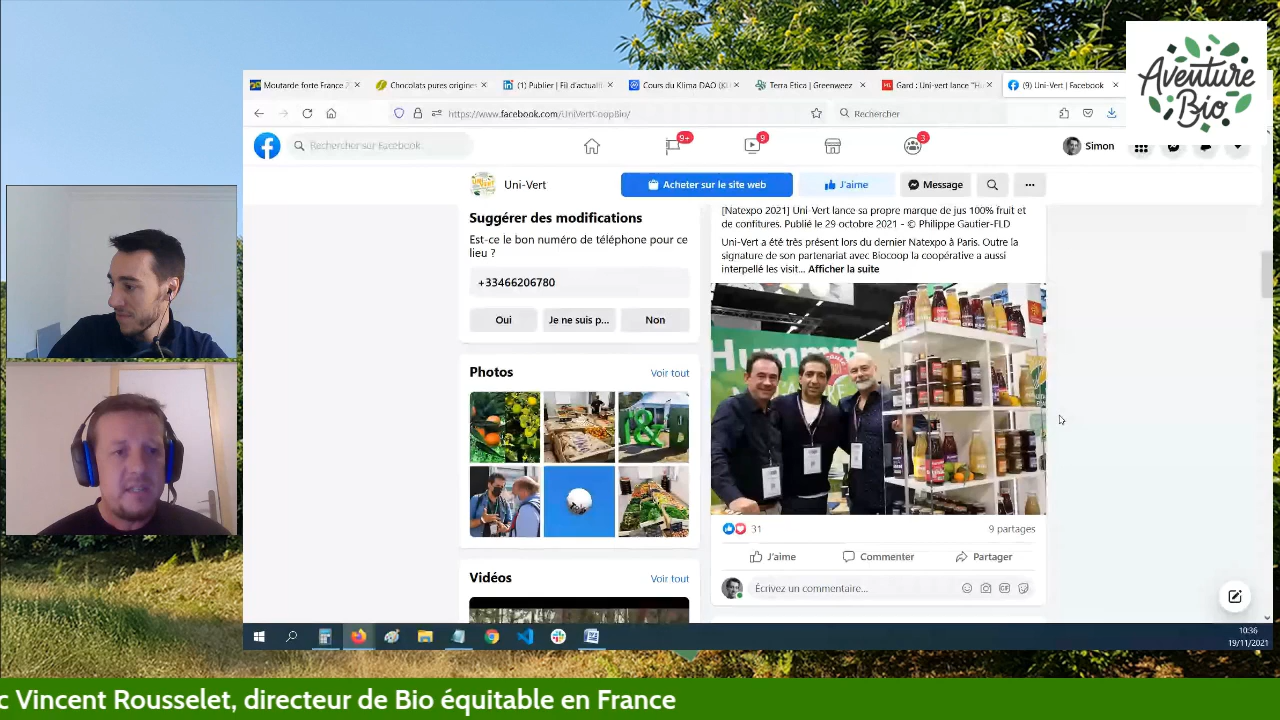 Aventure
Bio
Moutarde forte France
Chocolats pures origines
(1) Publier | Fil d'actuali
Cours du Klima DAO (KL
Terra Etica | Greenweez
Gard : Uni-vert lance "H
(9) Uni-Vert | Facebook
https://www.facebook.com/UniVertCoopBio/
Rechercher
Rechercher sur Facebook
9+
9
3
Simon
Uni-Vert
Acheter sur le site web
J'aime
Message
Suggérer des modifications
Est-ce le bon numéro de téléphone pour ce
lieu ?
+33466206780
Oui
Je ne suis p...
Non
Photos
Voir tout
Vidéos
Voir tout
[Natexpo 2021] Uni-Vert lance sa propre marque de jus 100% fruit et
de confitures. Publié le 29 octobre 2021 - © Philippe Gautier-FLD
Uni-Vert a été très présent lors du dernier Natexpo à Paris. Outre la
signature de son partenariat avec Biocoop la coopérative a aussi
interpellé les visit... Afficher la suite
Hummm
31
9 partages
J'aime
Commenter
Partager
Écrivez un commentaire...
10:36
19/11/2021
c Vincent Rousselet, directeur de Bio équitable en France